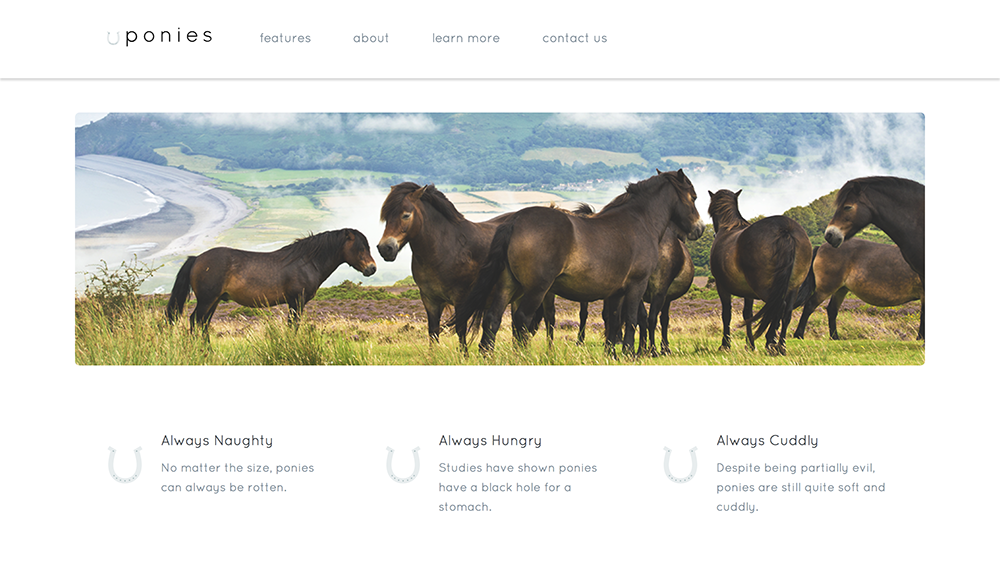 ponies
features about learn more contact us
Always Naughty
No matter the size, ponies
can always be rotten.
Always Hungry
Studies have shown ponies
have a black hole for a
stomach.
Always Cuddly
Despite being partially evil,
ponies are still quite soft and
cuddly.